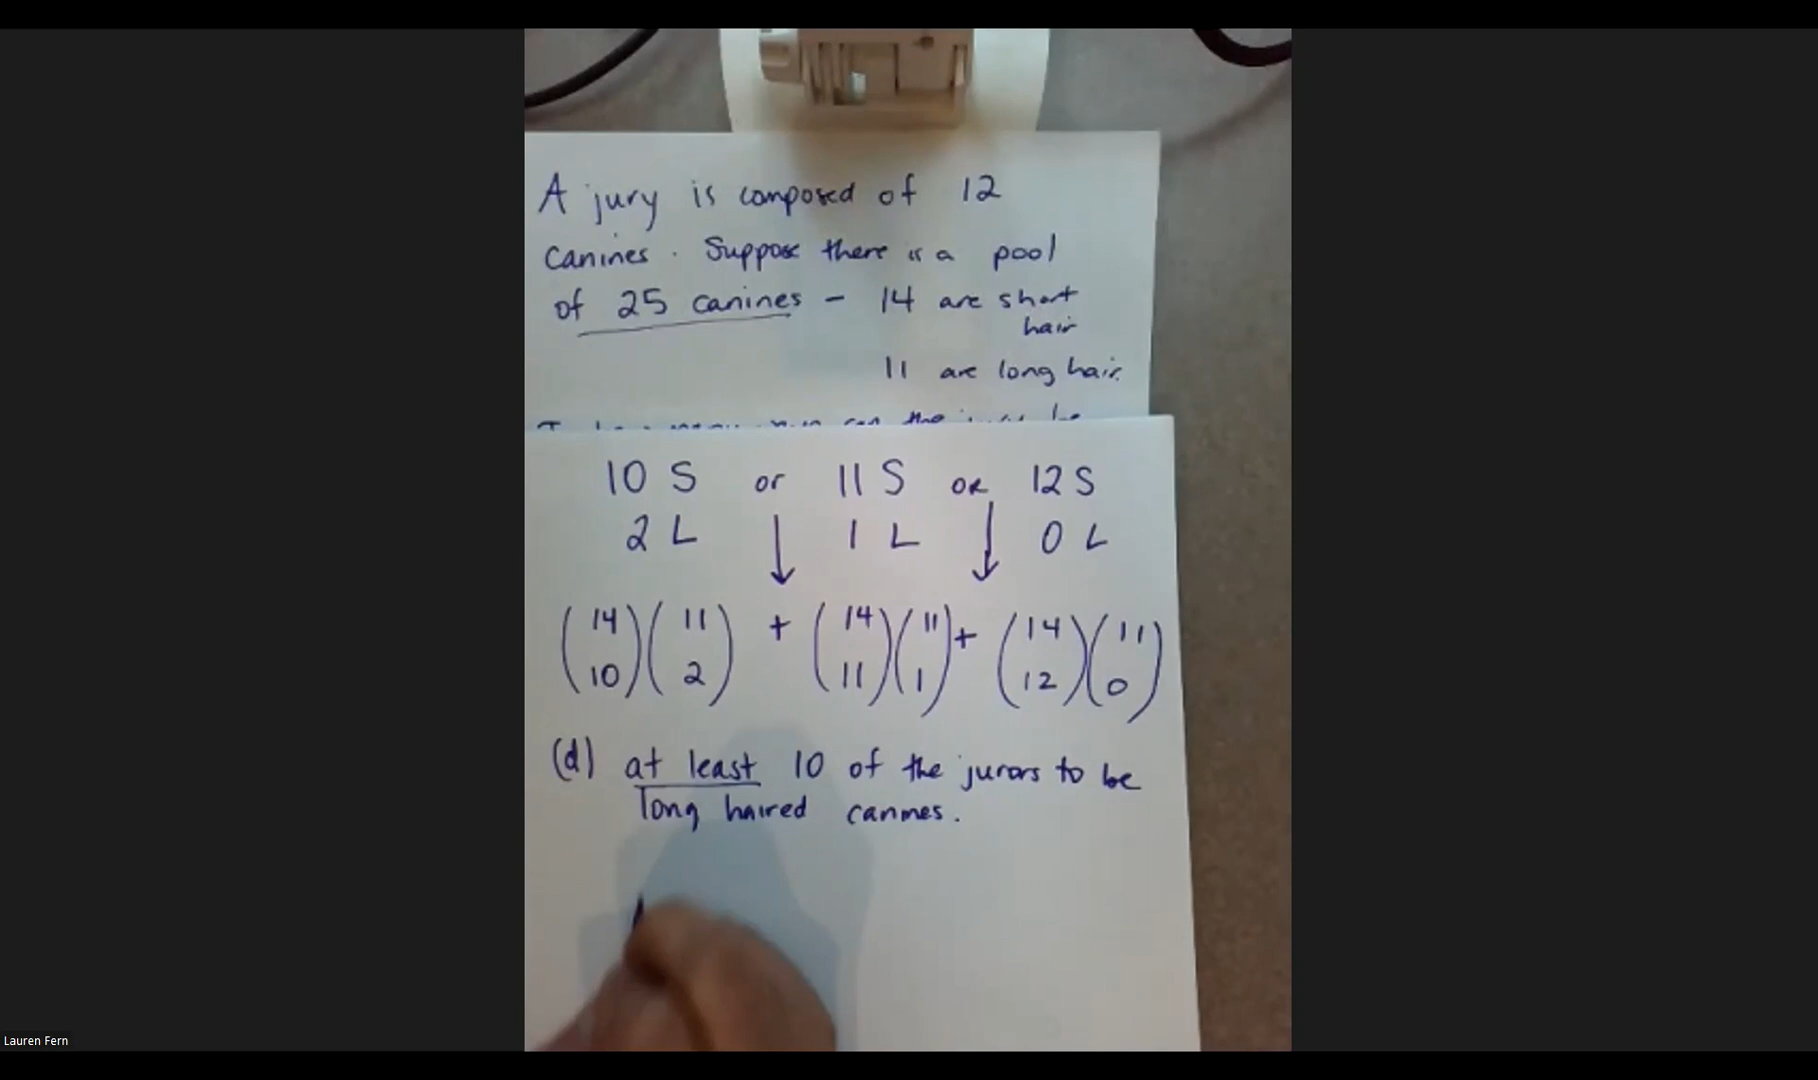 A jury is composed of 12
canines. Suppose there is a pool
of 25 canines - 14 are short
hair
11 are long hair.
can the
10 S or 11 S OR 12 S
2 L ↓ 1 L ↓ 0 L
(14 10)(11 2) + (14 11)(11 1) + (14 12)(11 0)
(d) at least 10 of the jurors to be
long haired canines.
Lauren Fern